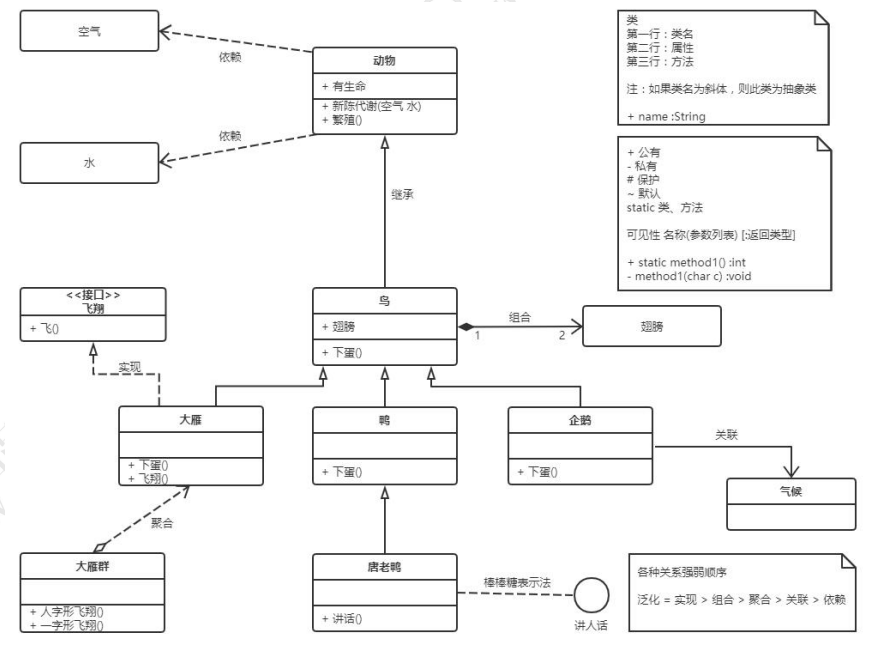 空气
依赖
动物
+ 有生命
+ 新陈代谢(空气 水)
+ 繁殖()
类
第一行：类名
第二行：属性
第三行：方法
注：如果类名为斜体，则此类为抽象类
+ name :String
依赖
水
+ 公有
- 私有
# 保护
~ 默认
static 类、方法
可见性 名称(参数列表) [:返回类型]
+ static method1() :int
- method1(char c) :void
继承
<<接口>>
飞翔
+ 飞()
鸟
+ 翅膀
+ 下蛋()
组合
1
2
翅膀
实现
大雁
+ 下蛋()
+ 飞翔()
鸭
+ 下蛋()
企鹅
+ 下蛋()
关联
气候
聚合
大雁群
+ 人字形飞翔()
+ 一字形飞翔()
唐老鸭
+ 讲话()
棒棒糖表示法
讲人话
各种关系强弱顺序
泛化 = 实现 > 组合 > 聚合 > 关联 > 依赖